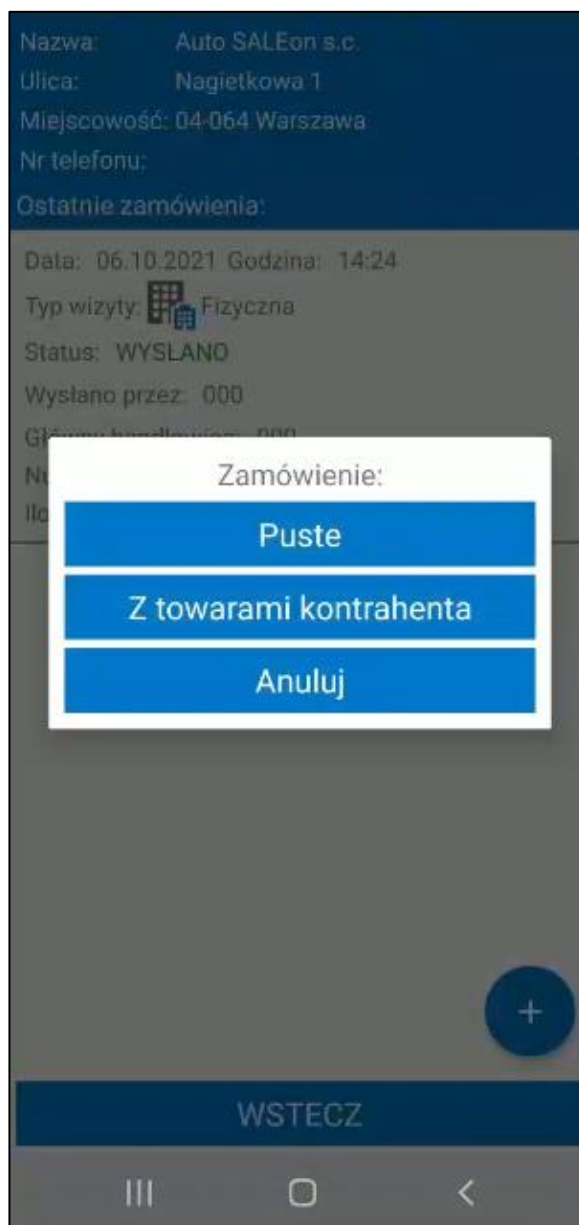 Nazwa: Auto SALEon s.c.
Ulica: Nagietkowa 1
Miejscowość: 04-064 Warszawa
Nr telefonu:
Ostatnie zamówienia:
Data: 06.10.2021 Godzina: 14:24
Typ wizyty: Fizyczna
Status: WYSŁANO
Wysłano przez: 000
Zamówienie:
Puste
Z towarami kontrahenta
Anuluj
+
WSTECZ